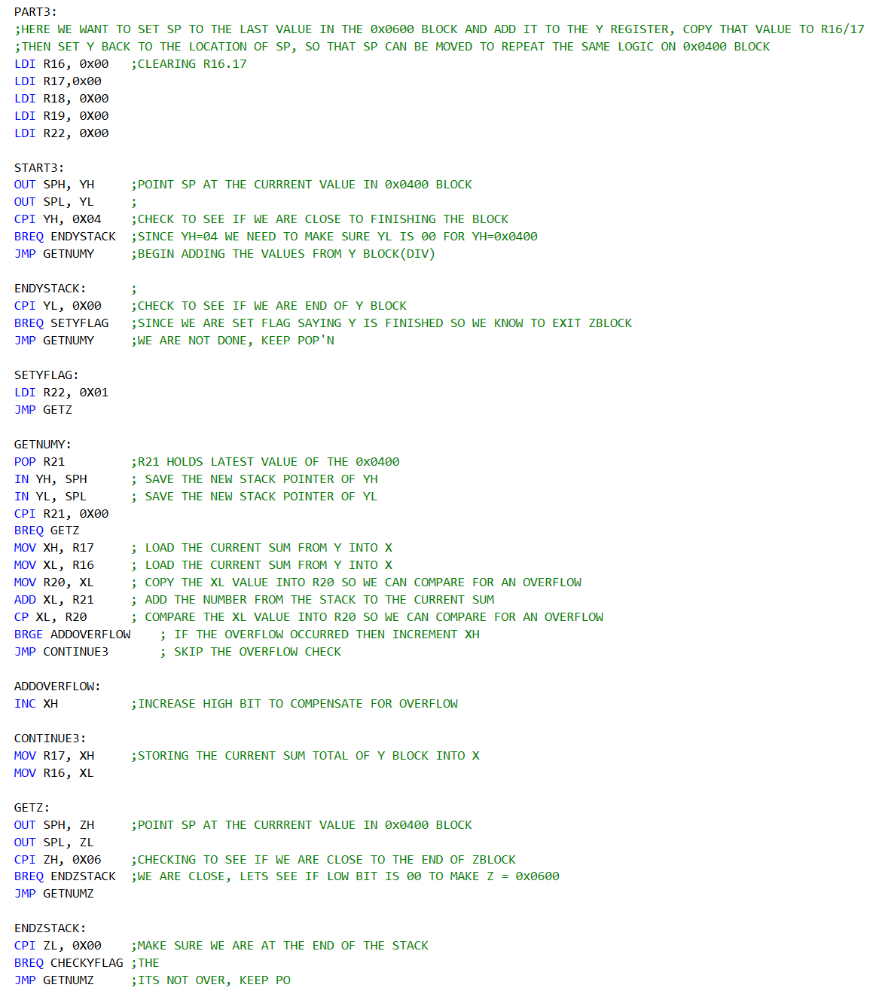 PART3:
;HERE WE WANT TO SET SP TO THE LAST VALUE IN THE 0x0600 BLOCK AND ADD IT TO THE Y REGISTER, COPY THAT VALUE TO R16/17
;THEN SET Y BACK TO THE LOCATION OF SP, SO THAT SP CAN BE MOVED TO REPEAT THE SAME LOGIC ON 0x0400 BLOCK
LDI R16, 0x00   ;CLEARING R16.17
LDI R17,0x00
LDI R18, 0X00
LDI R19, 0X00
LDI R22, 0X00

START3:
OUT SPH, YH     ;POINT SP AT THE CURRRENT VALUE IN 0x0400 BLOCK
OUT SPL, YL     ;
CPI YH, 0X04    ;CHECK TO SEE IF WE ARE CLOSE TO FINISHING THE BLOCK
BREQ ENDYSTACK  ;SINCE YH=04 WE NEED TO MAKE SURE YL IS 00 FOR YH=0x0400
JMP GETNUMY     ;BEGIN ADDING THE VALUES FROM Y BLOCK(DIV)

ENDYSTACK:      ;
CPI YL, 0X00    ;CHECK TO SEE IF WE ARE END OF Y BLOCK
BREQ SETYFLAG   ;SINCE WE ARE SET FLAG SAYING Y IS FINISHED SO WE KNOW TO EXIT ZBLOCK
JMP GETNUMY     ;WE ARE NOT DONE, KEEP POP'N

SETYFLAG:
LDI R22, 0X01
JMP GETZ

GETNUMY:
POP R21         ;R21 HOLDS LATEST VALUE OF THE 0x0400
IN YH, SPH      ; SAVE THE NEW STACK POINTER OF YH
IN YL, SPL      ; SAVE THE NEW STACK POINTER OF YL
CPI R21, 0X00
BREQ GETZ
MOV XH, R17     ; LOAD THE CURRENT SUM FROM Y INTO X
MOV XL, R16     ; LOAD THE CURRENT SUM FROM Y INTO X
MOV R20, XL     ; COPY THE XL VALUE INTO R20 SO WE CAN COMPARE FOR AN OVERFLOW
ADD XL, R21     ; ADD THE NUMBER FROM THE STACK TO THE CURRENT SUM
CP XL, R20      ; COMPARE THE XL VALUE INTO R20 SO WE CAN COMPARE FOR AN OVERFLOW
BRGE ADDOVERFLOW    ; IF THE OVERFLOW OCCURRED THEN INCREMENT XH
JMP CONTINUE3       ; SKIP THE OVERFLOW CHECK

ADDOVERFLOW:
INC XH          ;INCREASE HIGH BIT TO COMPENSATE FOR OVERFLOW

CONTINUE3:
MOV R17, XH     ;STORING THE CURRENT SUM TOTAL OF Y BLOCK INTO X
MOV R16, XL

GETZ:
OUT SPH, ZH     ;POINT SP AT THE CURRRENT VALUE IN 0x0400 BLOCK
OUT SPL, ZL
CPI ZH, 0X06    ;CHECKING TO SEE IF WE ARE CLOSE TO THE END OF ZBLOCK
BREQ ENDZSTACK  ;WE ARE CLOSE, LETS SEE IF LOW BIT IS 00 TO MAKE Z = 0x0600
JMP GETNUMZ

ENDZSTACK:
CPI ZL, 0X00    ;MAKE SURE WE ARE AT THE END OF THE STACK
BREQ CHECKYFLAG ;THE
JMP GETNUMZ     ;ITS NOT OVER, KEEP PO